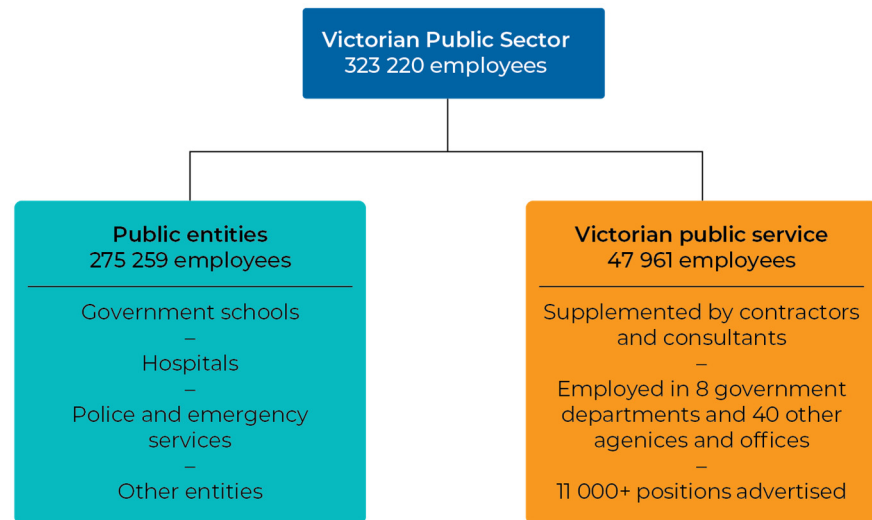 Victorian Public Sector
323 220 employees
Public entities
275 259 employees
Government schools
–
Hospitals
–
Police and emergency
services
–
Other entities
Victorian public service
47 961 employees
Supplemented by contractors
and consultants
–
Employed in 8 government
departments and 40 other
agenices and offices
–
11 000+ positions advertised